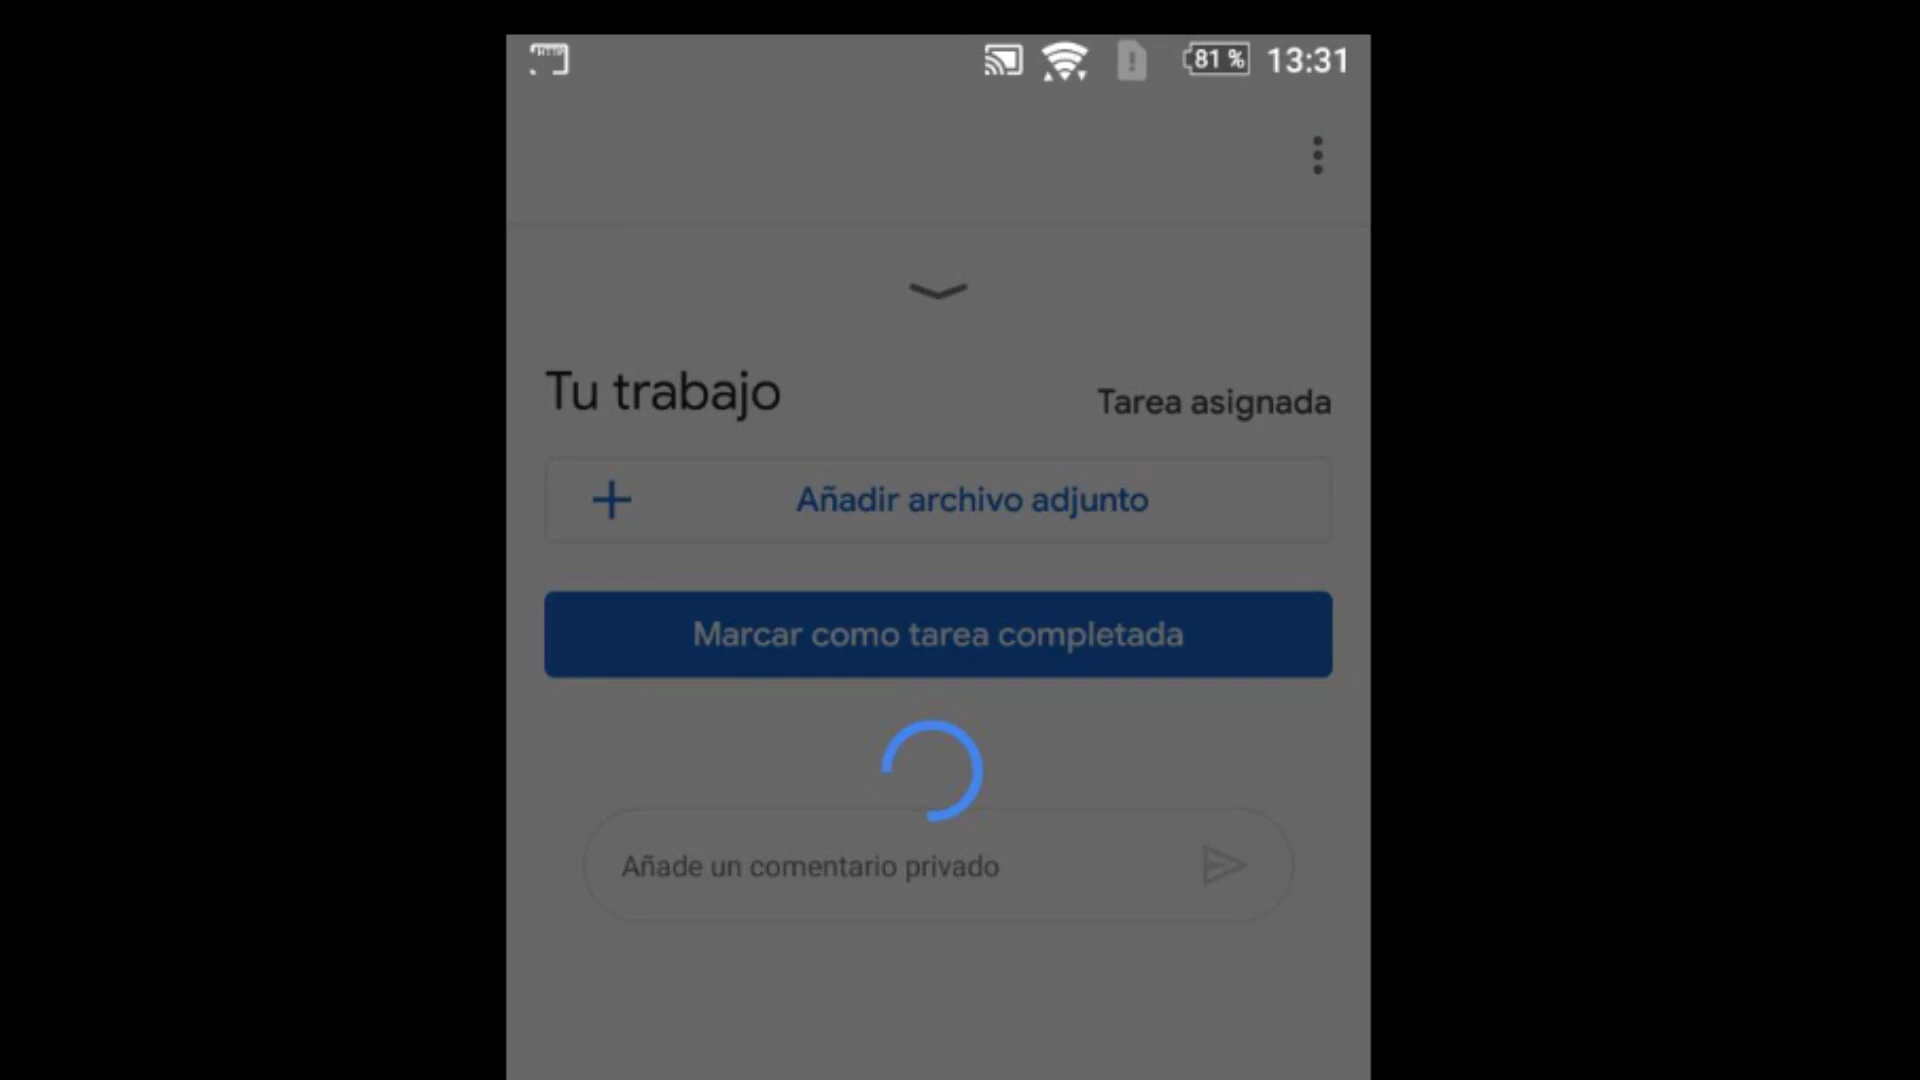 81 % 13:31
Tu trabajo
Tarea asignada
Añadir archivo adjunto
Marcar como tarea completada
Añade un comentario privado